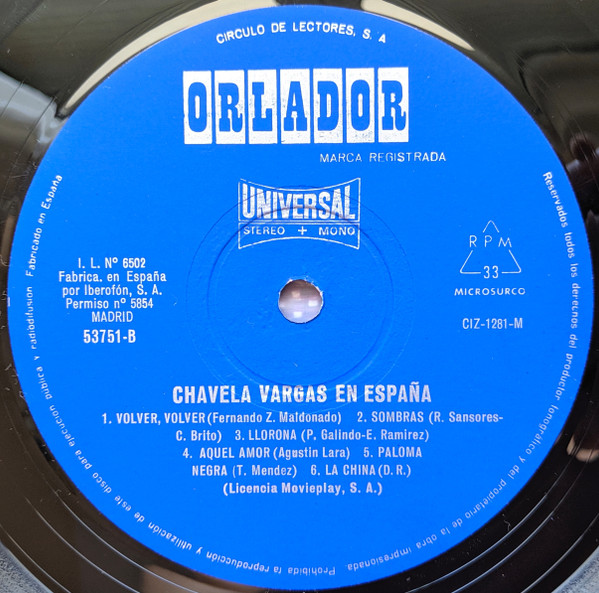 CIRCULO DE LECTORES, S. A
ORLADOR
MARCA REGISTRADA
UNIVERSAL
STEREO + MONO
I. L. Nº 6502
Fabrica. en España
por Iberofón, S. A.
Permiso nº 5854
MADRID
53751-B
RPM
33
MICROSURCO
CIZ-1281-M
CHAVELA VARGAS EN ESPAÑA
1. VOLVER, VOLVER (Fernando Z. Maldonado) 2. SOMBRAS (R. Sansores-
C. Brito) 3. LLORONA (P. Galindo-E. Ramirez)
4. AQUEL AMOR (Agustin Lara) 5. PALOMA
NEGRA (T. Mendez) 6. LA CHINA (D. R.)
(Licencia Movieplay, S. A.)
Reservados todos los derechos del productor fonográfico y del propietario de la obra impresionada. Prohibida la reproducción y utilización de este disco para ejecución pública y radiodifusión. Fabricado en España